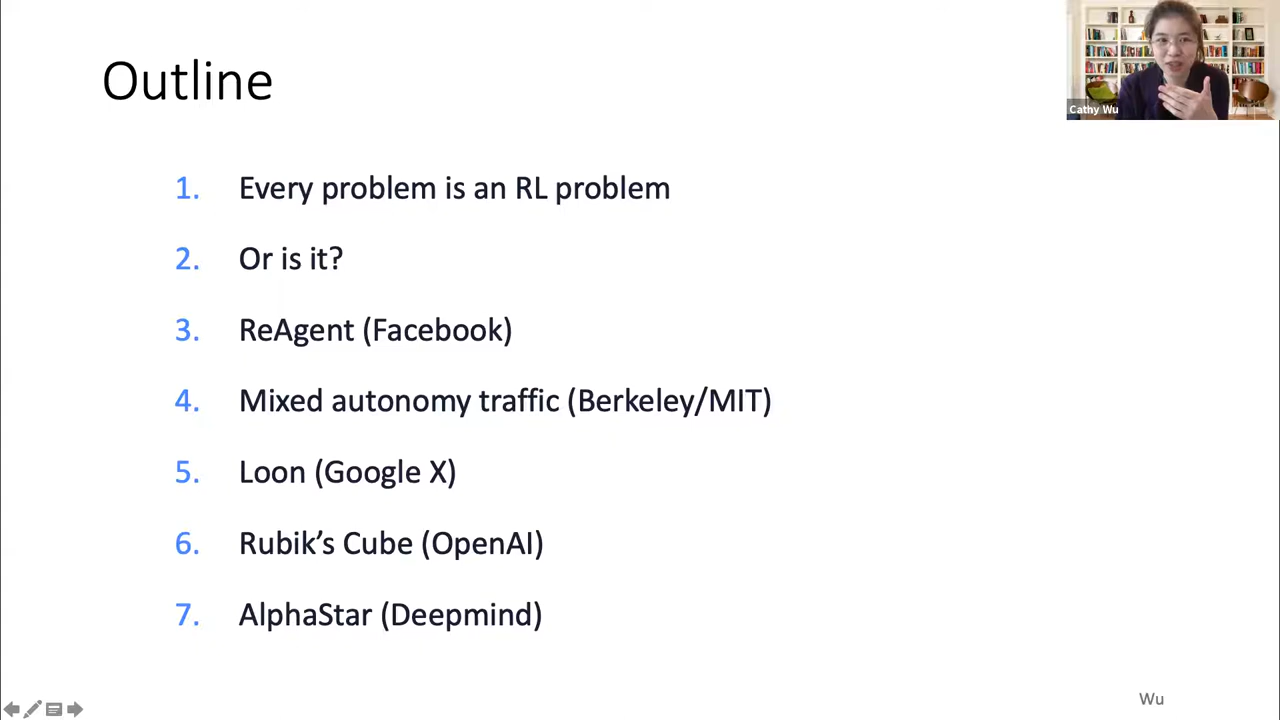 Outline
Cathy Wu
1. Every problem is an RL problem
2. Or is it?
3. ReAgent (Facebook)
4. Mixed autonomy traffic (Berkeley/MIT)
5. Loon (Google X)
6. Rubik’s Cube (OpenAI)
7. AlphaStar (Deepmind)
Wu